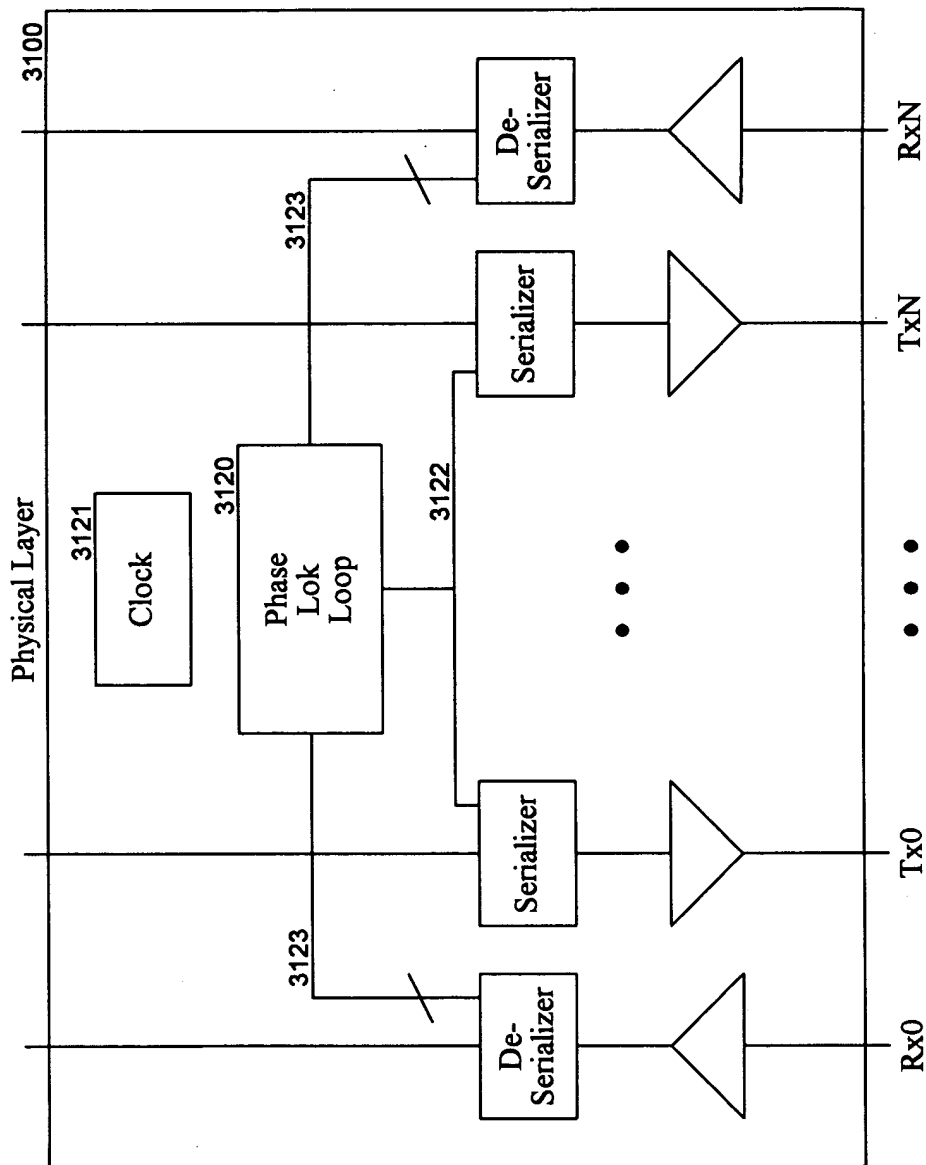 Physical Layer
3100
3121
Clock
3120
Phase
Lok
Loop
3123
3123
3122
De-
Serializer
Serializer
Serializer
De-
Serializer
Rx0
Tx0
TxN
RxN